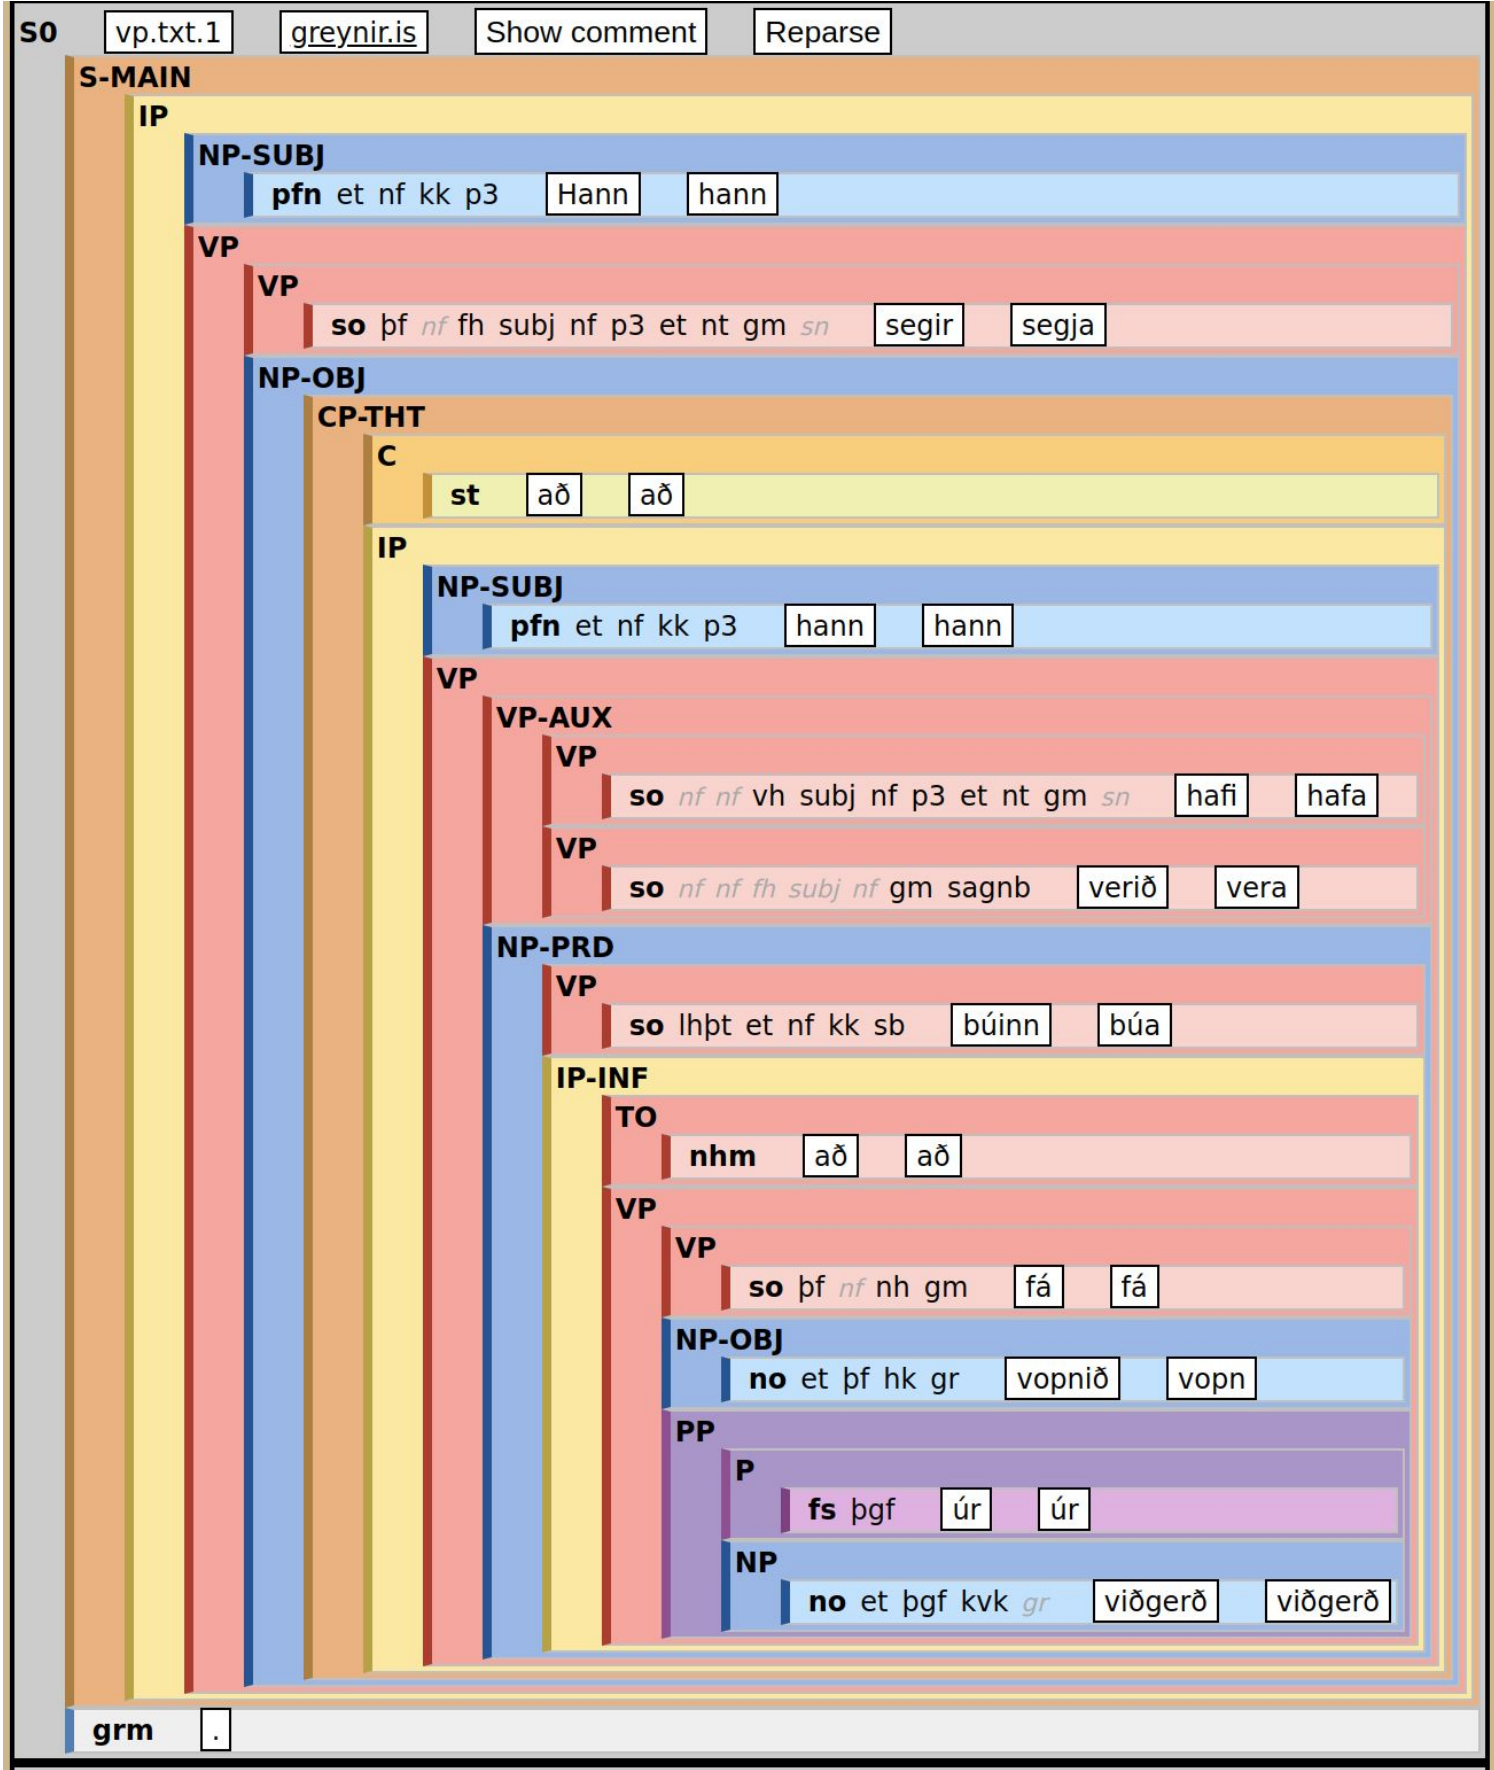 S0 vp.txt.1 greynir.is Show comment Reparse
S-MAIN
IP
NP-SUBJ
pfn et nf kk p3 Hann hann
VP
VP
so þf nf fh subj nf p3 et nt gm sn segir segja
NP-OBJ
CP-THT
C
st að að
IP
NP-SUBJ
pfn et nf kk p3 hann hann
VP
VP-AUX
VP
so nf nf vh subj nf p3 et nt gm sn hafi hafa
VP
so nf nf fh subj nf gm sagnb verið vera
NP-PRD
VP
so lhþt et nf kk sb búinn búa
IP-INF
TO
nhm að að
VP
VP
so þf nf nh gm fá fá
NP-OBJ
no et þf hk gr vopnið vopn
PP
P
fs þgf úr úr
NP
no et þgf kvk gr viðgerð viðgerð
grm .